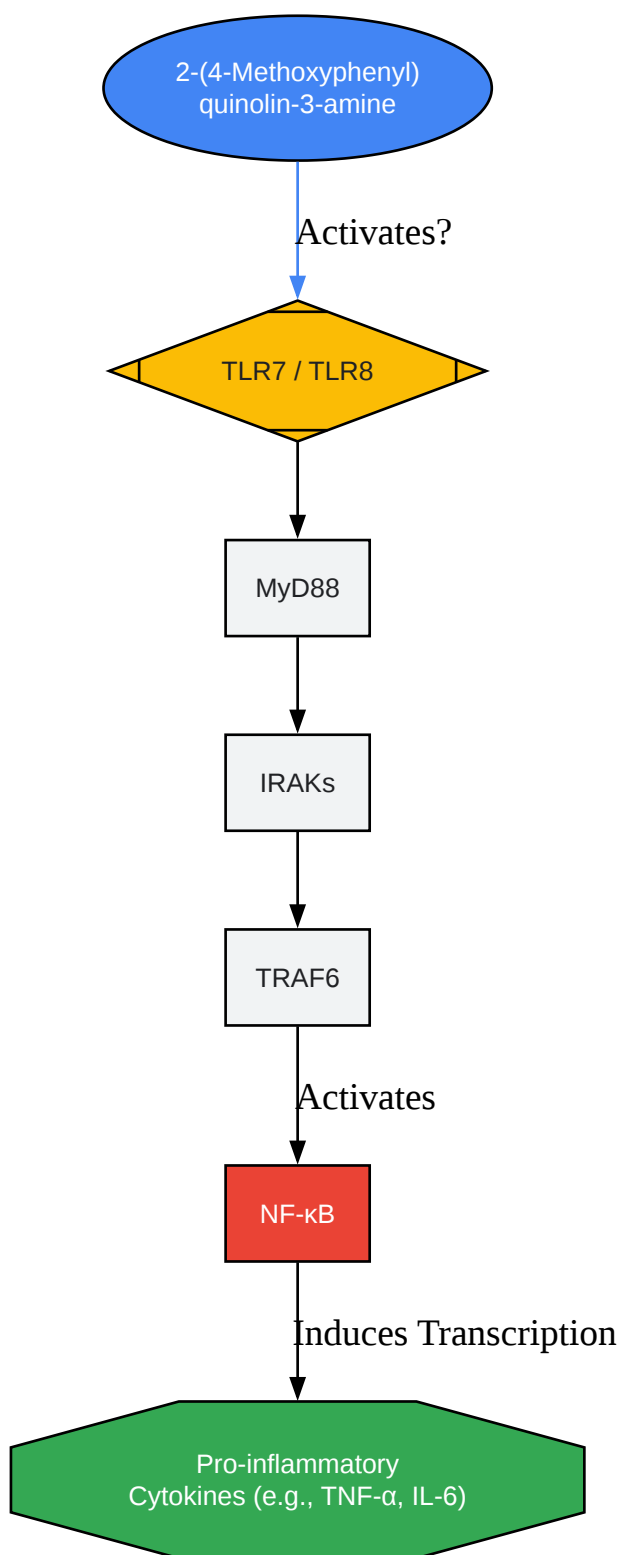 2-(4-Methoxyphenyl)
quinolin-3-amine
Activates?
TLR7 / TLR8
MyD88
IRAKs
TRAF6
Activates
NF-κB
Induces Transcription
Pro-inflammatory
Cytokines (e.g., TNF-α, IL-6)